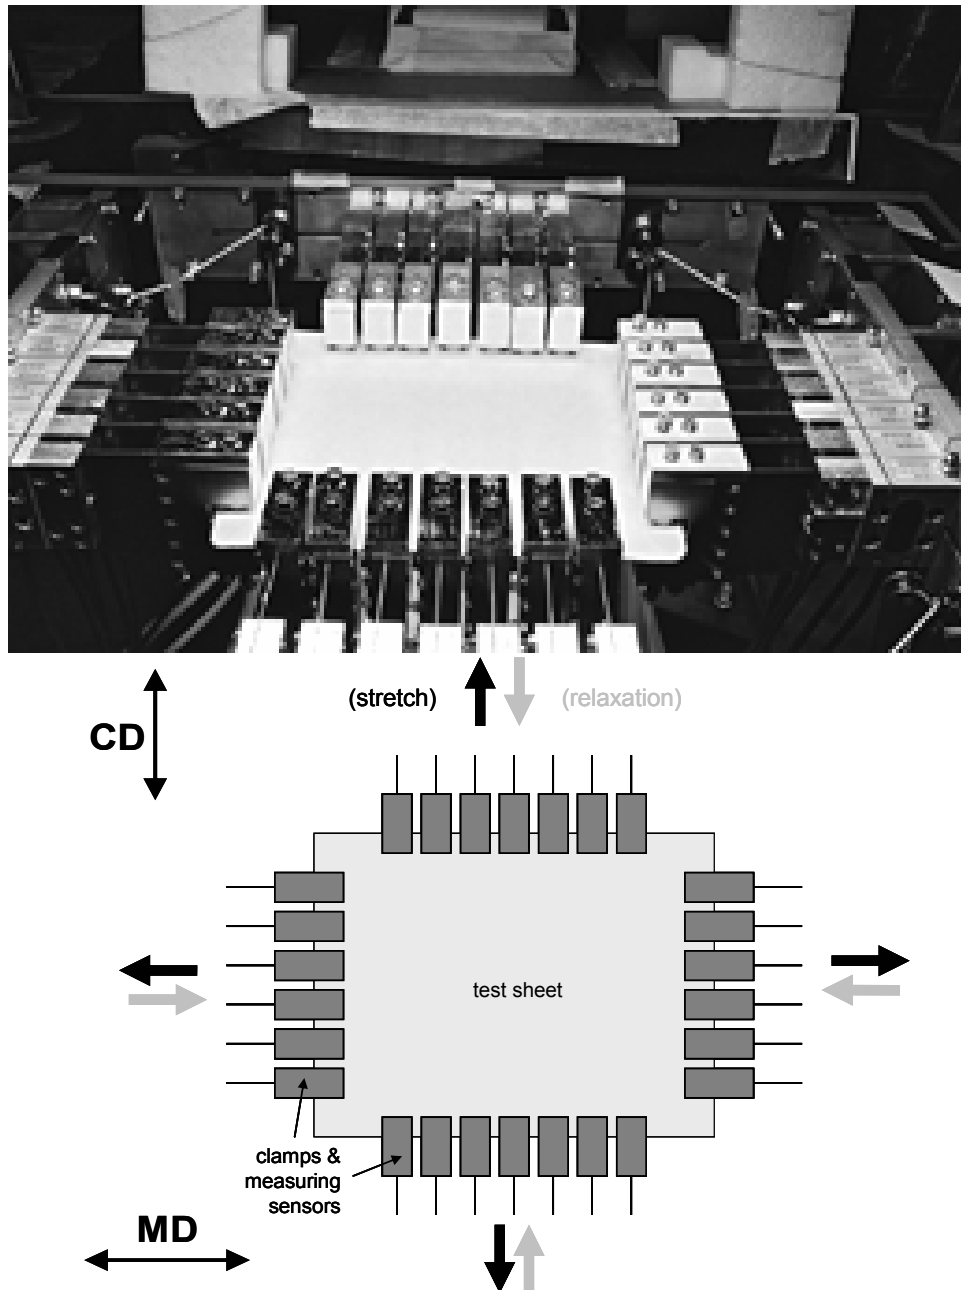 (stretch)
(relaxation)
CD
test sheet
clamps &
measuring
sensors
MD